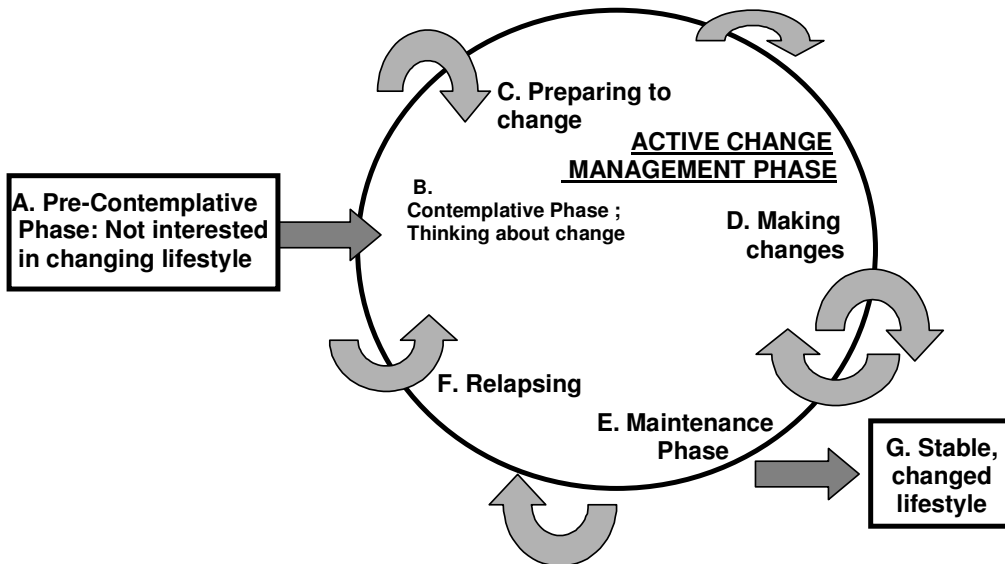 A. Pre-Contemplative
Phase: Not interested
in changing lifestyle
B.
Contemplative Phase ;
Thinking about change
C. Preparing to
change
ACTIVE CHANGE
MANAGEMENT PHASE
D. Making
changes
E. Maintenance
Phase
F. Relapsing
G. Stable,
changed
lifestyle